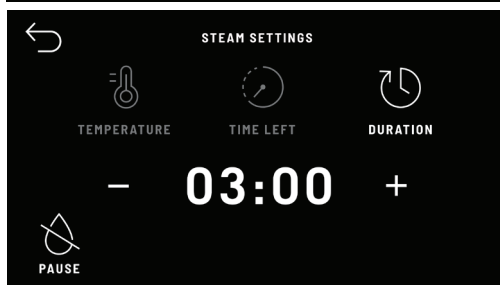 STEAM SETTINGS
TEMPERATURE TIME LEFT DURATION
- 03:00 +
PAUSE